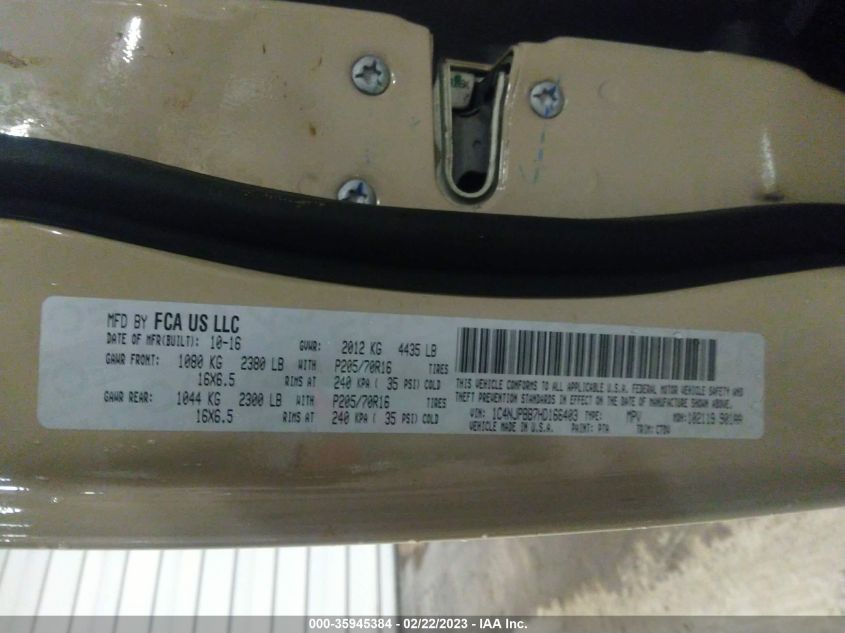 MFD BY FCA US LLC
DATE OF MFR(BUILT): 10-16 GVWR: 2012 KG 4435 LB
GAWR FRONT: 1080 KG 2380 LB WITH P205/70R16 TIRES
16X6.5 RIMS AT 240 KPA ( 35 PSI) COLD
GAWR REAR: 1044 KG 2300 LB WITH P205/70R16 TIRES
16X6.5 RIMS AT 240 KPA ( 35 PSI) COLD
THIS VEHICLE CONFORMS TO ALL APPLICABLE U.S.A. FEDERAL MOTOR VEHICLE SAFETY AND
THEFT PREVENTION STANDARDS IN EFFECT ON THE DATE OF MANUFACTURE SHOWN ABOVE.
VIN: 1C4NJPBB7HD166403 TYPE: MPV MDH:102119 901AA
VEHICLE MADE IN U.S.A. PAINT: PTA TRIM:
000-35945384 - 02/22/2023 - IAA Inc.